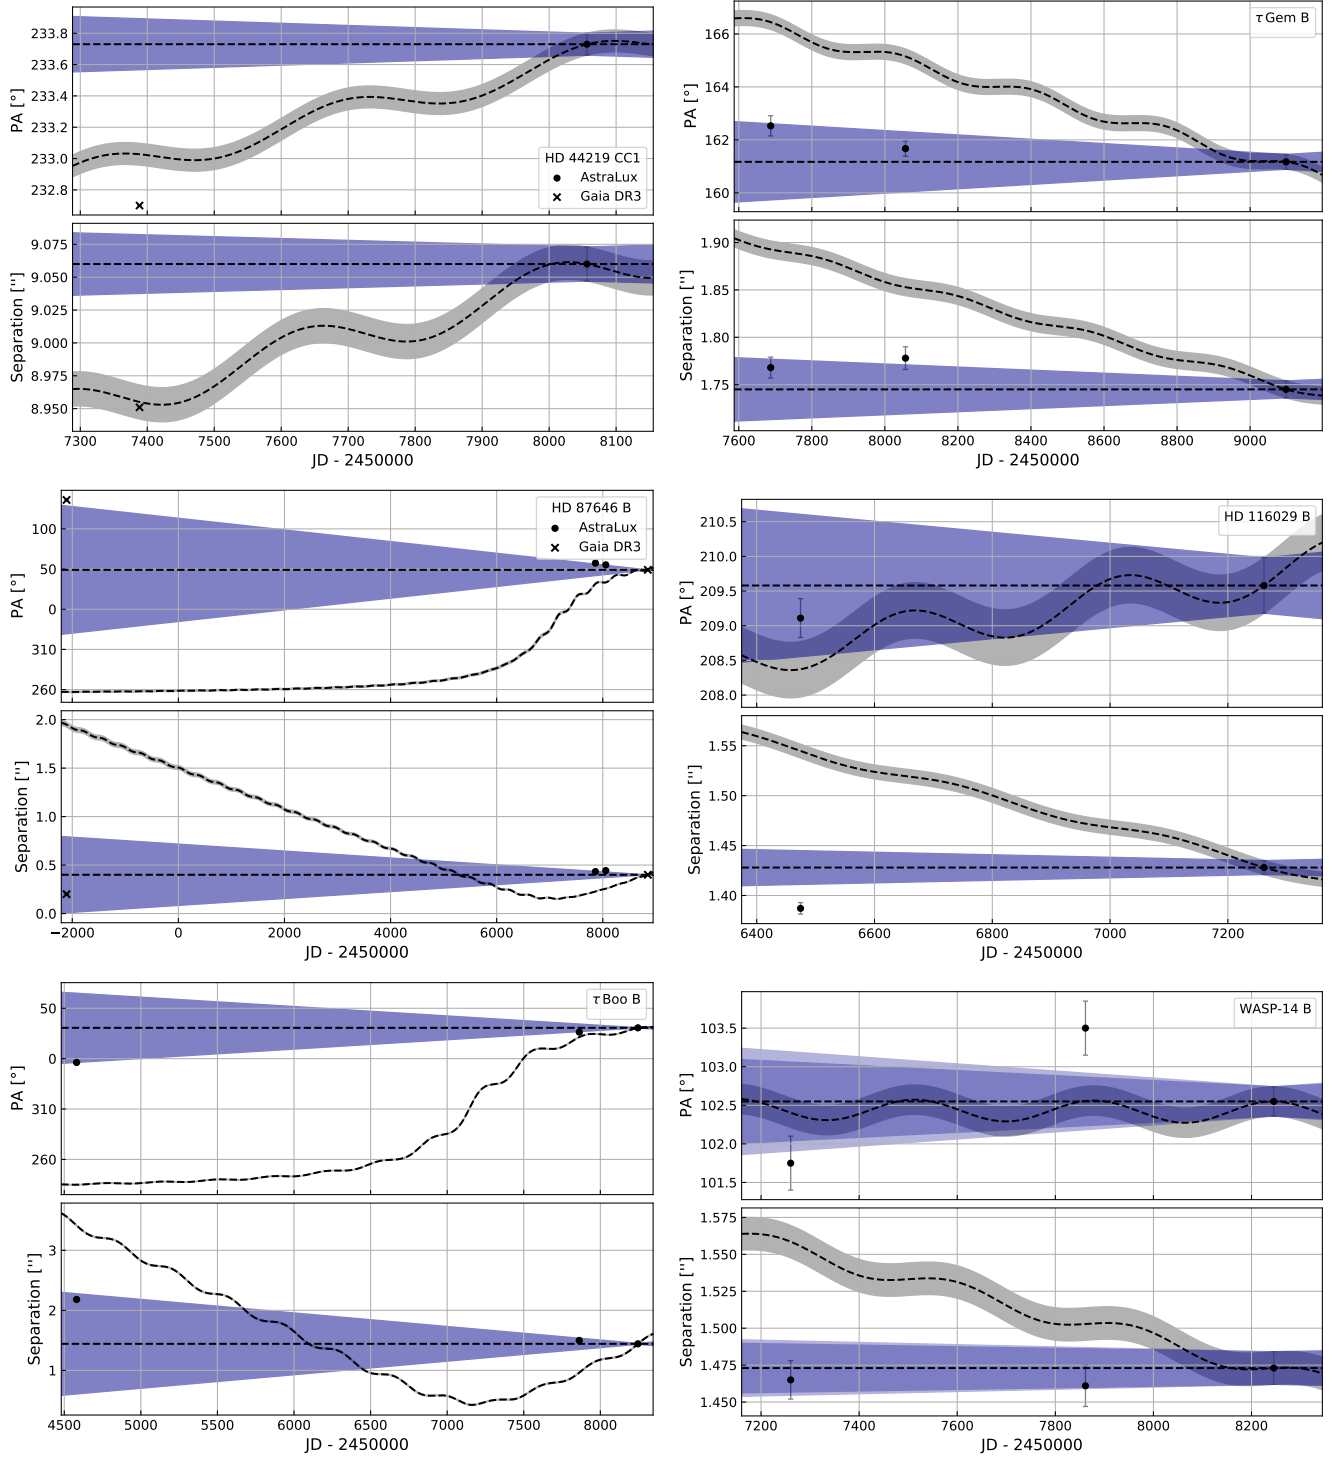 233.8
233.6
233.4
233.2
233.0
232.8
PA [°]
HD 44219 CC1
AstraLux
Gaia DR3
9.075
9.050
9.025
9.000
8.975
8.950
Separation ['']
7300 7400 7500 7600 7700 7800 7900 8000 8100
JD - 2450000
166
164
162
160
PA [°]
τ Gem B
1.90
1.85
1.80
1.75
Separation ['']
7600 7800 8000 8200 8400 8600 8800 9000
JD - 2450000
100
50
0
310
260
PA [°]
HD 87646 B
AstraLux
Gaia DR3
2.0
1.5
1.0
0.5
0.0
Separation ['']
−2000 0 2000 4000 6000 8000
JD - 2450000
210.5
210.0
209.5
209.0
208.5
208.0
PA [°]
HD 116029 B
1.55
1.50
1.45
1.40
Separation ['']
6400 6600 6800 7000 7200
JD - 2450000
50
0
310
260
PA [°]
τ Boo B
3
2
1
Separation ['']
4500 5000 5500 6000 6500 7000 7500 8000
JD - 2450000
103.5
103.0
102.5
102.0
101.5
PA [°]
WASP-14 B
1.575
1.550
1.525
1.500
1.475
1.450
Separation ['']
7200 7400 7600 7800 8000 8200
JD - 2450000